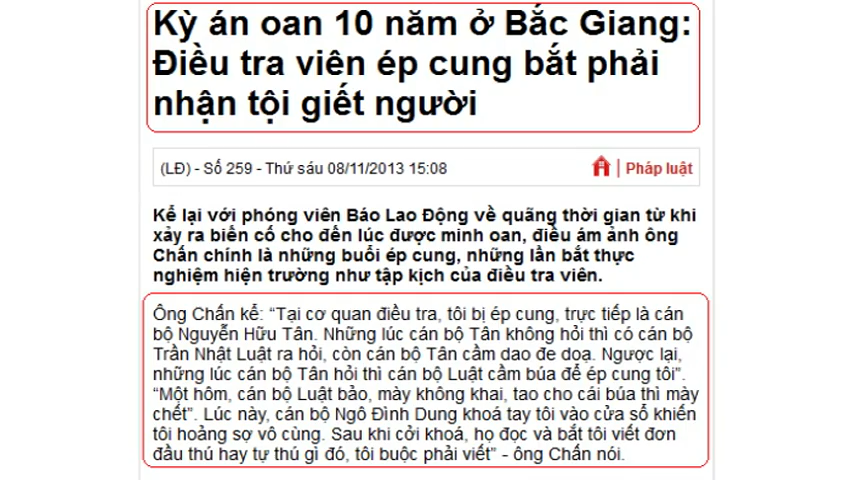 Kỳ án oan 10 năm ở Bắc Giang:
Điều tra viên ép cung bắt phải
nhận tội giết người
(LĐ) - Số 259 - Thứ sáu 08/11/2013 15:08
| Pháp luật
Kể lại với phóng viên Báo Lao Động về quãng thời gian từ khi
xảy ra biến cố cho đến lúc được minh oan, điều ám ảnh ông
Chấn chính là những buổi ép cung, những lần bắt thực
nghiệm hiện trường như tập kịch của điều tra viên.
Ông Chấn kể: “Tại cơ quan điều tra, tôi bị ép cung, trực tiếp là cán
bộ Nguyễn Hữu Tân. Những lúc cán bộ Tân không hỏi thì có cán bộ
Trần Nhật Luật ra hỏi, còn cán bộ Tân cầm dao đe doạ. Ngược lại,
những lúc cán bộ Tân hỏi thì cán bộ Luật cầm búa để ép cung tôi”.
“Một hôm, cán bộ Luật bảo, mày không khai, tao cho cái búa thì mày
chết”. Lúc này, cán bộ Ngô Đình Dung khoá tay tôi vào cửa sổ khiến
tôi hoảng sợ vô cùng. Sau khi cởi khoá, họ đọc và bắt tôi viết đơn
đầu thú hay tự thú gì đó, tôi buộc phải viết” - ông Chấn nói.